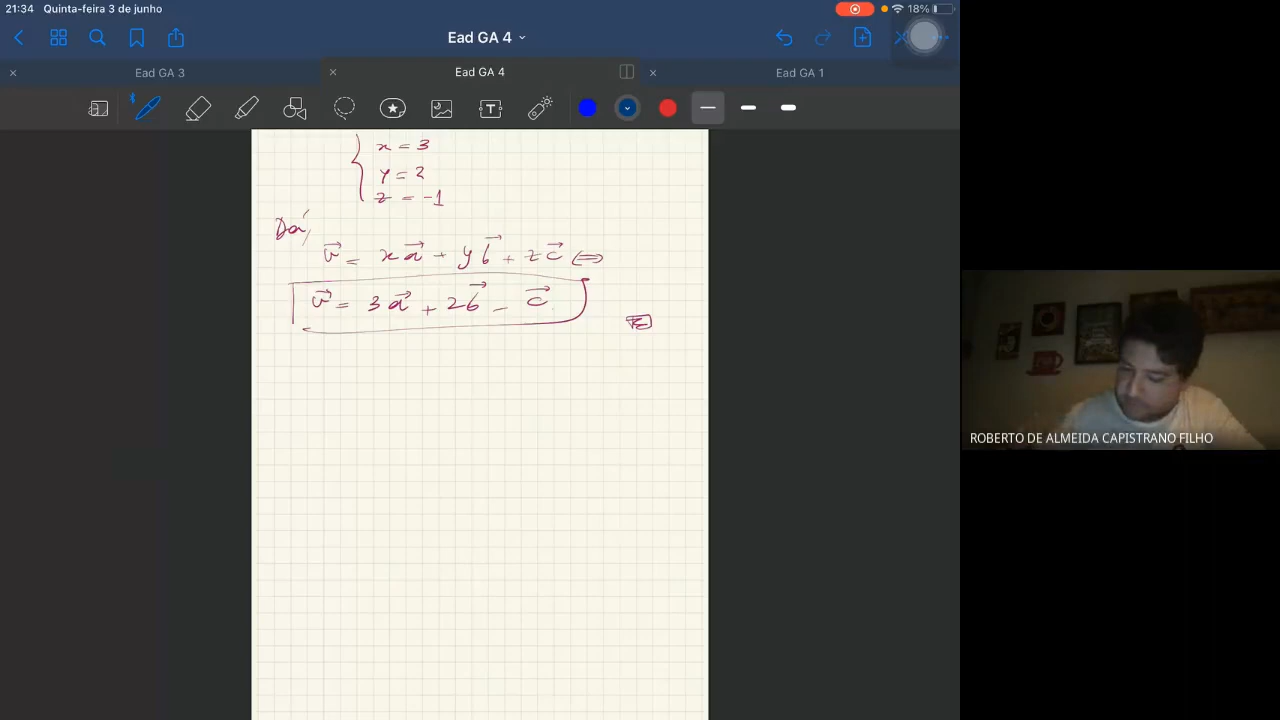 21:34 Quinta-feira 3 de junho
18%
Ead GA 4
Ead GA 3
Ead GA 4
Ead GA 1
x = 3
y = 2
z = -1
Daí,
v⃗ = xa⃗ + yb⃗ + zc⃗ ⟺
v⃗ = 3a⃗ + 2b⃗ - c⃗
ROBERTO DE ALMEIDA CAPISTRANO FILHO